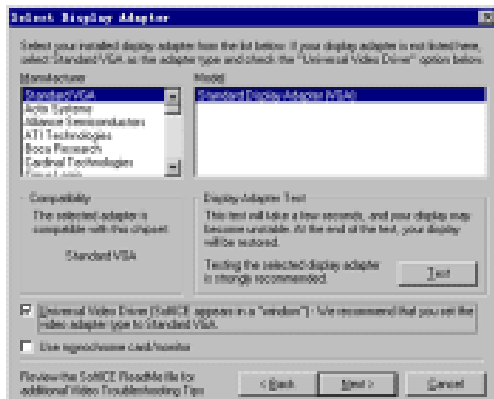 Select Display Adapter
Select your installed display adapter from the list below. If your display adapter is not listed here,
select Standard VGA as the adapter type and check the "Universal Video Driver" option below.
Manufacturer
Model
Standard VGA
Actix Systems
Alliance Semiconductors
ATI Technologies
Boca Research
Cardinal Technologies
Cirrus Logic
Standard Display Adapter (VGA)
Compatibility
The selected adapter is
compatible with this chipset:
Standard VGA
Display Adapter Test
This test will take a few seconds, and your display may
become unstable. At the end of the test, your display
will be restored.
Testing the selected display adapter
is strongly recommended.
Test
Universal Video Driver (SoftICE appears in a "window") - We recommend that you set the
video adapter type to Standard VGA.
Use monochrome card/monitor
Review the SoftICE ReadMe file for
additional Video Troubleshooting Tips
< Back
Next >
Cancel